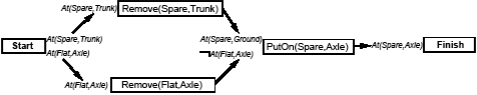 At(Spare,Trunk)
Remove(Spare,Trunk)
Start
At(Spare,Trunk)
At(Flat,Axle)
At(Spare,Ground)
¬At(Flat,Axle)
PutOn(Spare,Axle)
At(Spare,Axle)
Finish
At(Flat,Axle)
Remove(Flat,Axle)